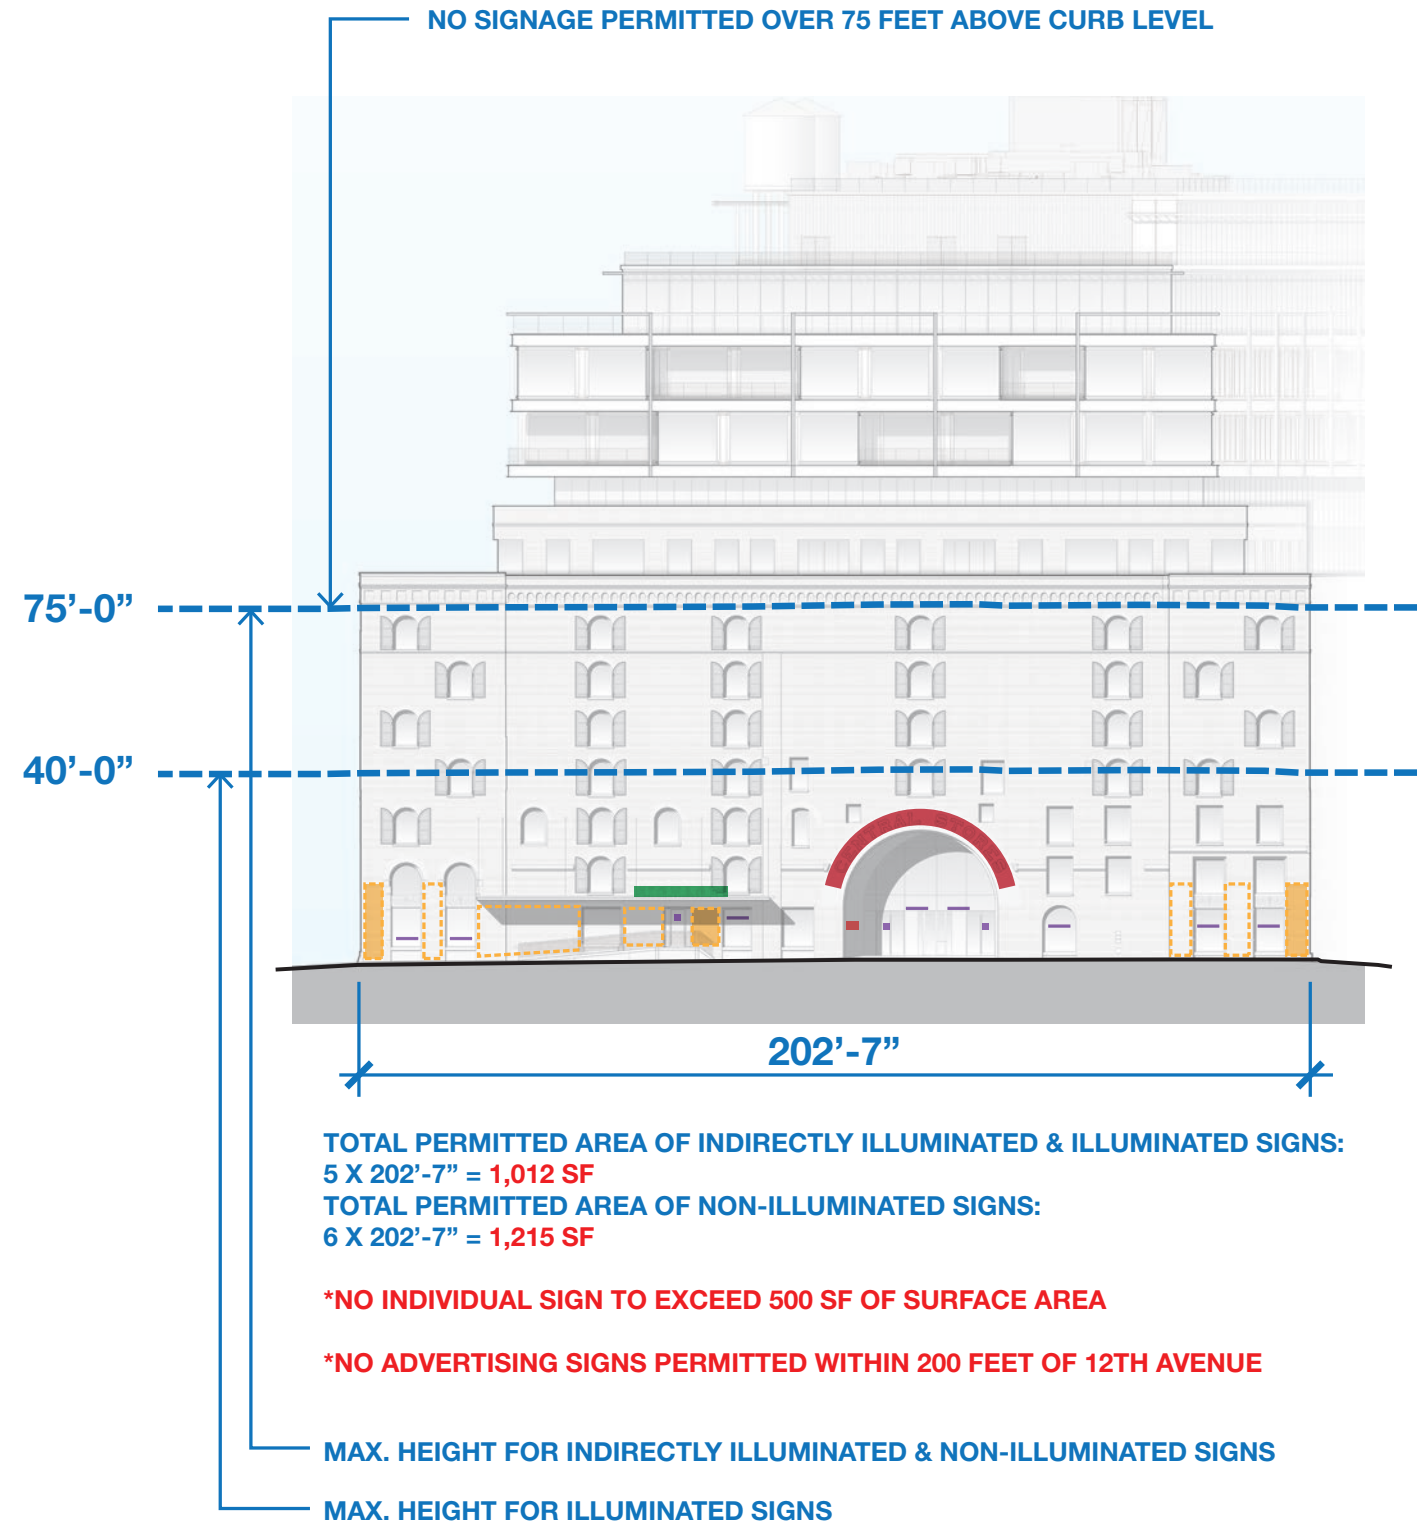 NO SIGNAGE PERMITTED OVER 75 FEET ABOVE CURB LEVEL
75’-0”
40’-0”
CENTRAL STORES
202’-7”
TOTAL PERMITTED AREA OF INDIRECTLY ILLUMINATED & ILLUMINATED SIGNS:
5 X 202’-7” = 1,012 SF
TOTAL PERMITTED AREA OF NON-ILLUMINATED SIGNS:
6 X 202’-7” = 1,215 SF
*NO INDIVIDUAL SIGN TO EXCEED 500 SF OF SURFACE AREA
*NO ADVERTISING SIGNS PERMITTED WITHIN 200 FEET OF 12TH AVENUE
MAX. HEIGHT FOR INDIRECTLY ILLUMINATED & NON-ILLUMINATED SIGNS
MAX. HEIGHT FOR ILLUMINATED SIGNS